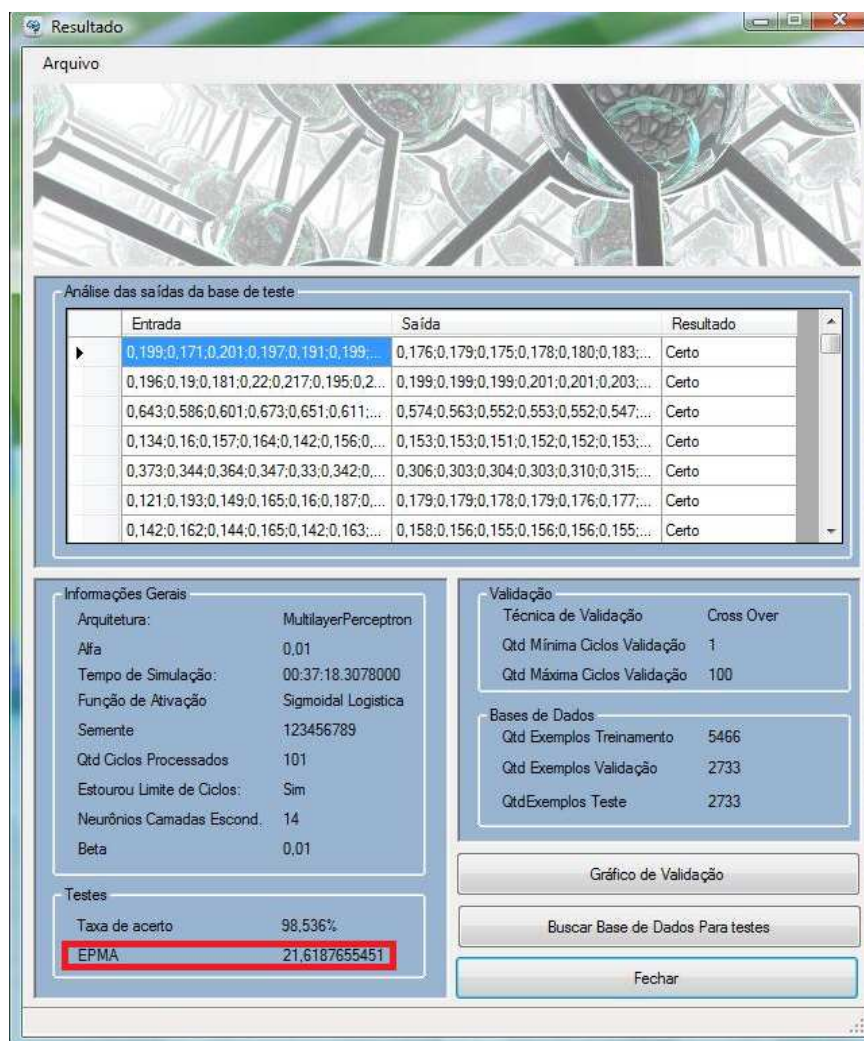 Resultado
Arquivo
Análise das saídas da base de teste
Entrada Saída Resultado
0,199;0,171;0,201;0,197;0,191;0,199;... 0,176;0,179;0,175;0,178;0,180;0,183;... Certo
0,196;0,19;0,181;0,22;0,217;0,195;0,2... 0,199;0,199;0,199;0,201;0,201;0,203;... Certo
0,643;0,586;0,601;0,673;0,651;0,611;... 0,574;0,563;0,552;0,553;0,552;0,547;... Certo
0,134;0,16;0,157;0,164;0,142;0,156;0,... 0,153;0,153;0,151;0,152;0,152;0,153;... Certo
0,373;0,344;0,364;0,347;0,33;0,342;0,... 0,306;0,303;0,304;0,303;0,310;0,315;... Certo
0,121;0,193;0,149;0,165;0,16;0,187;0,... 0,179;0,179;0,178;0,179;0,176;0,177;... Certo
0,142;0,162;0,144;0,165;0,142;0,163;... 0,158;0,156;0,155;0,156;0,156;0,155;... Certo
Informações Gerais
Arquitetura: MultilayerPerceptron
Alfa 0,01
Tempo de Simulação: 00:37:18.3078000
Função de Ativação Sigmoidal Logistica
Semente 123456789
Qtd Ciclos Processados 101
Estourou Limite de Ciclos: Sim
Neurônios Camadas Escond. 14
Beta 0,01
Testes
Taxa de acerto 98,536%
EPMA 21,6187655451
Validação
Técnica de Validação Cross Over
Qtd Mínima Ciclos Validação 1
Qtd Máxima Ciclos Validação 100
Bases de Dados
Qtd Exemplos Treinamento 5466
Qtd Exemplos Validação 2733
QtdExemplos Teste 2733
Gráfico de Validação
Buscar Base de Dados Para testes
Fechar